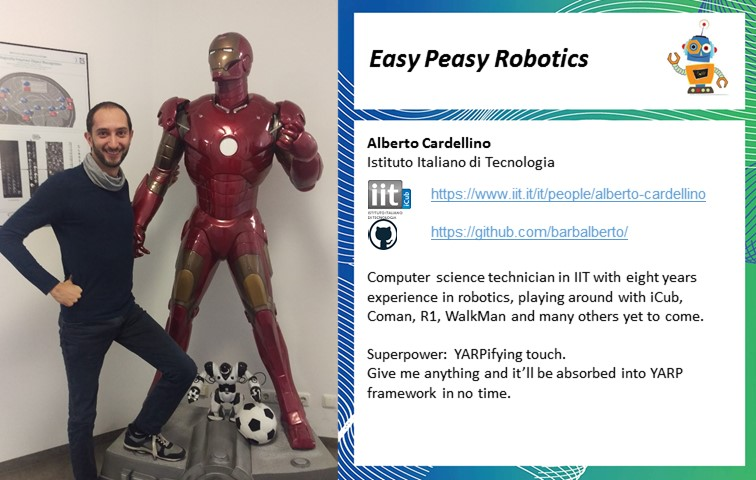 Easy Peasy Robotics
Alberto Cardellino
Istituto Italiano di Tecnologia
iit iCub
ISTITUTO ITALIANO
DI TECNOLOGIA
https://www.iit.it/it/people/alberto-cardellino
https://github.com/barbalberto/
Computer science technician in IIT with eight years
experience in robotics, playing around with iCub,
Coman, R1, WalkMan and many others yet to come.
Superpower: YARPifying touch.
Give me anything and it'll be absorbed into YARP
framework in no time.